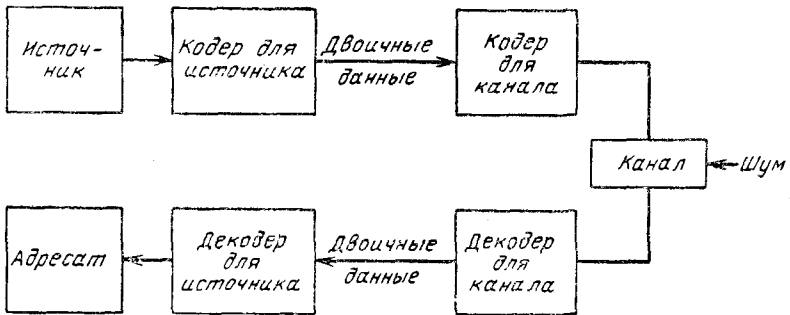 Источ-
ник
Кодер для
источника
Двоичные
данные
Кодер
для
канала
Канал
Шум
Адресат
Декодер
для
источника
Двоичные
данные
Декодер
для
канала